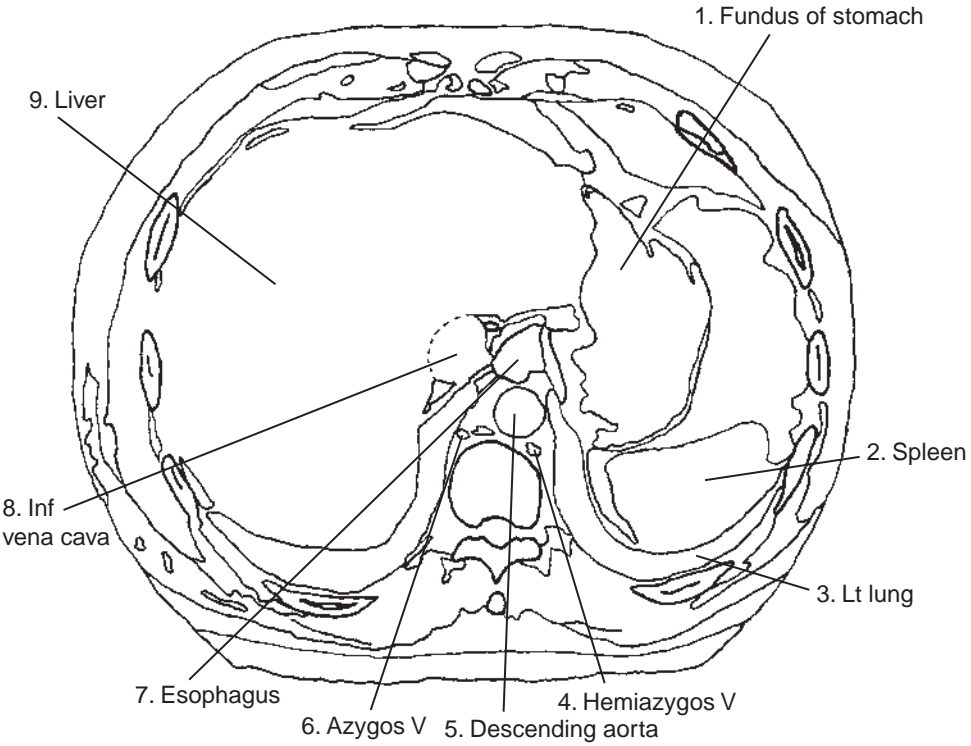 1. Fundus of stomach
9. Liver
2. Spleen
8. Inf
vena cava
3. Lt lung
7. Esophagus
4. Hemiazygos V
6. Azygos V
5. Descending aorta